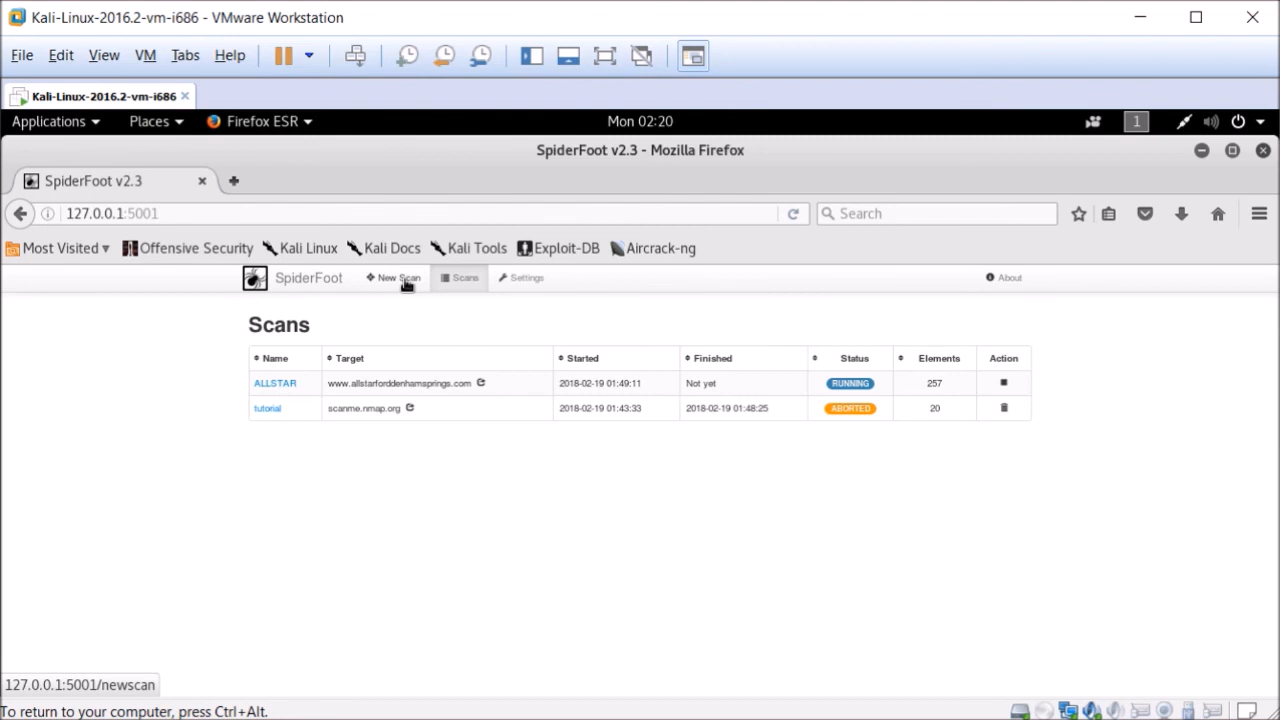 Kali-Linux-2016.2-vm-i686 - VMware Workstation
File Edit View VM Tabs Help
Kali-Linux-2016.2-vm-i686
Applications Places Firefox ESR Mon 02:20 1
SpiderFoot v2.3 - Mozilla Firefox
SpiderFoot v2.3
127.0.0.1:5001 Search
Most Visited Offensive Security Kali Linux Kali Docs Kali Tools Exploit-DB Aircrack-ng
SpiderFoot New Scan Scans Settings About
Scans
Name Target Started Finished Status Elements Action
ALLSTAR www.allstarforddenhamsprings.com 2018-02-19 01:49:11 Not yet RUNNING 257
tutorial scanme.nmap.org 2018-02-19 01:43:33 2018-02-19 01:48:25 ABORTED 20
127.0.0.1:5001/newscan
To return to your computer, press Ctrl+Alt.